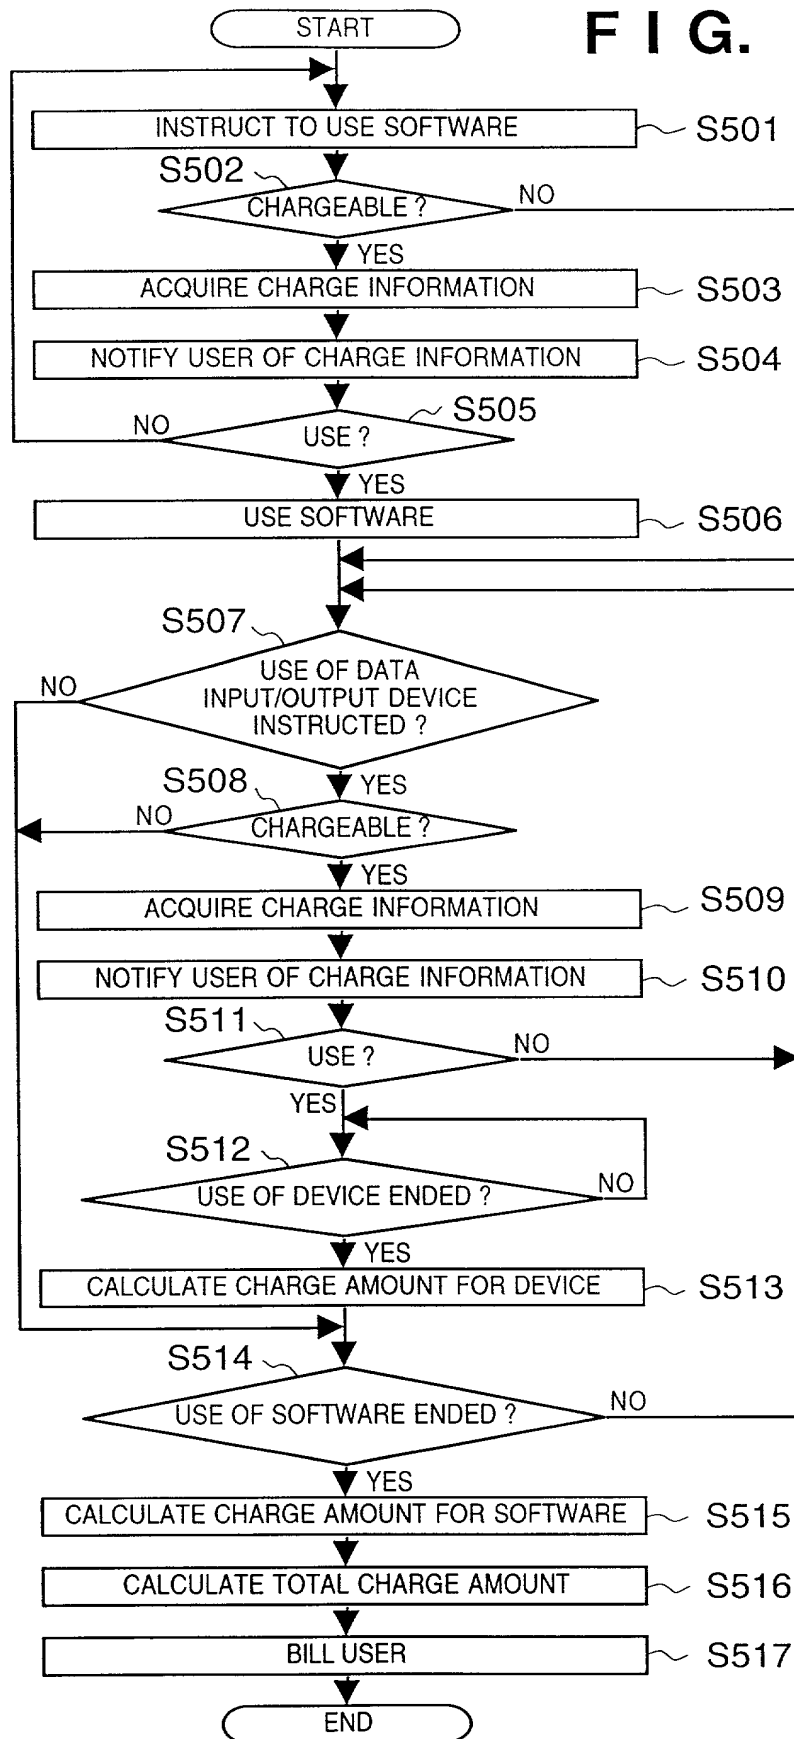 START
F I G.
INSTRUCT TO USE SOFTWARE
S501
S502
CHARGEABLE ?
NO
YES
ACQUIRE CHARGE INFORMATION
S503
NOTIFY USER OF CHARGE INFORMATION
S504
S505
NO
USE ?
YES
USE SOFTWARE
S506
S507
NO
USE OF DATA
INPUT/OUTPUT DEVICE
INSTRUCTED ?
YES
S508
NO
CHARGEABLE ?
YES
ACQUIRE CHARGE INFORMATION
S509
NOTIFY USER OF CHARGE INFORMATION
S510
S511
USE ?
NO
YES
S512
USE OF DEVICE ENDED ?
NO
YES
CALCULATE CHARGE AMOUNT FOR DEVICE
S513
S514
USE OF SOFTWARE ENDED ?
NO
YES
CALCULATE CHARGE AMOUNT FOR SOFTWARE
S515
CALCULATE TOTAL CHARGE AMOUNT
S516
BILL USER
S517
END